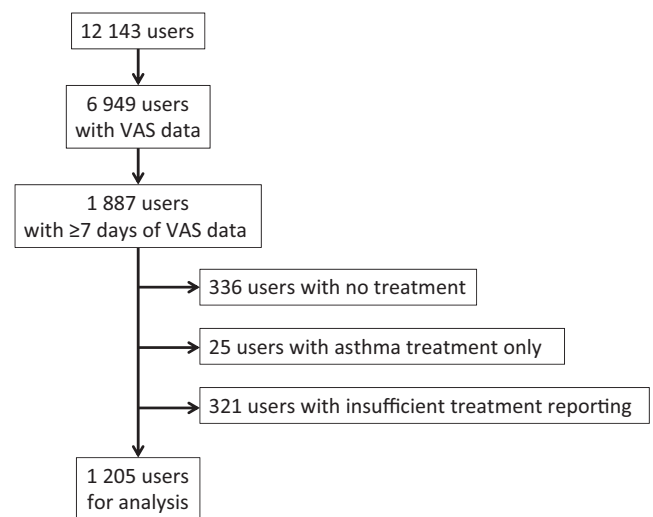 12 143 users
6 949 users
with VAS data
1 887 users
with ≥7 days of VAS data
336 users with no treatment
25 users with asthma treatment only
321 users with insufficient treatment reporting
1 205 users
for analysis